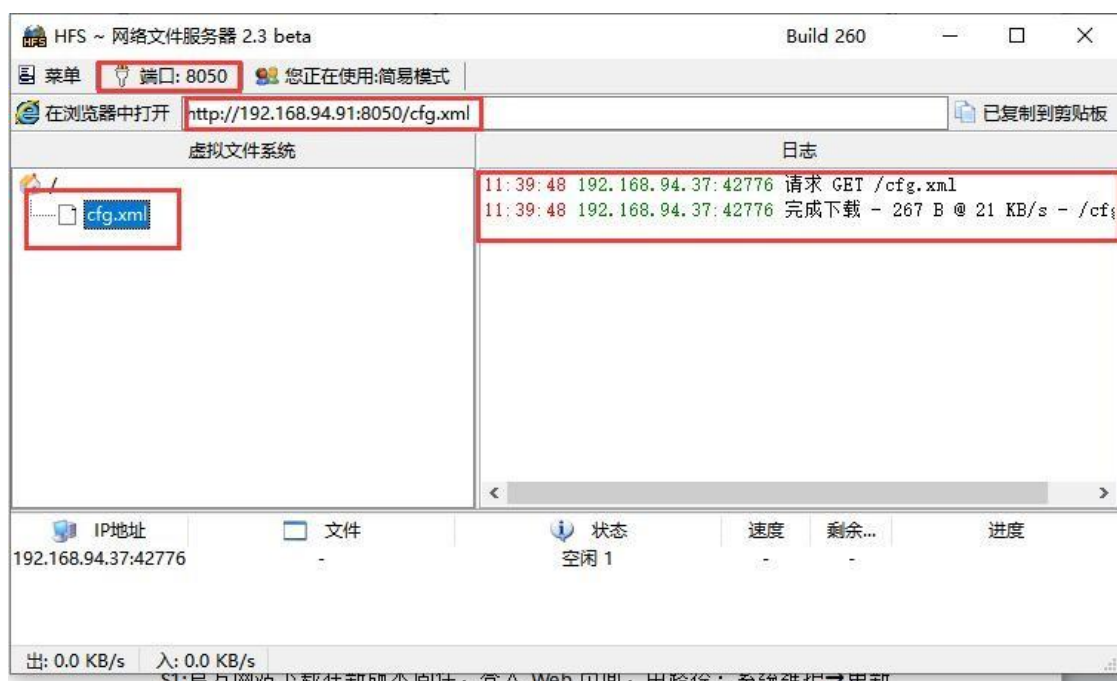 HFS ~ 网络文件服务器 2.3 beta Build 260
菜单 端口: 8050 您正在使用:简易模式
在浏览器中打开 http://192.168.94.91:8050/cfg.xml 已复制到剪贴板
虚拟文件系统 日志
/
cfg.xml
11:39:48 192.168.94.37:42776 请求 GET /cfg.xml
11:39:48 192.168.94.37:42776 完成下载 - 267 B @ 21 KB/s - /cf
IP地址 文件 状态 速度 剩余... 进度
192.168.94.37:42776 - 空闲 1 - -
出: 0.0 KB/s 入: 0.0 KB/s